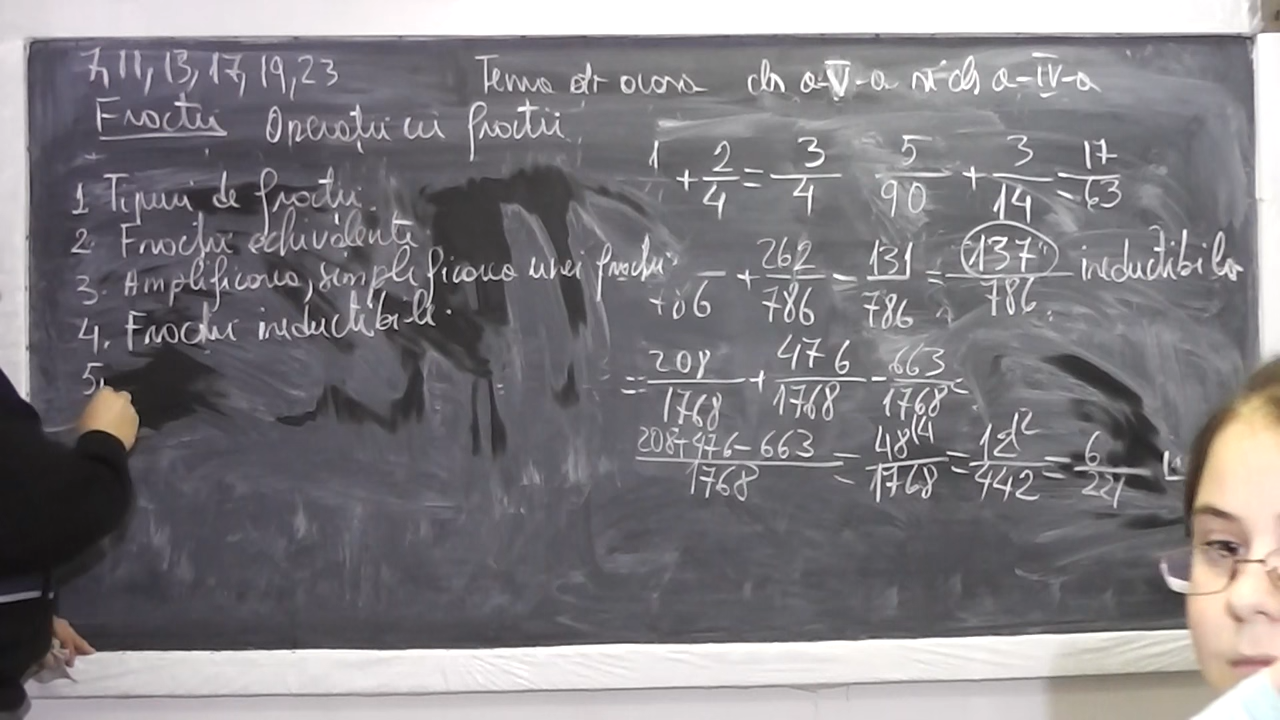 7, 11, 13, 17, 19, 23
Fracții Operații cu fracții
1 Tipuri de fracții.
2. Fracții echivalente
3. Amplificarea, simplificarea unei fracții
4. Fracții ireductibile.
5.
Tema de acasă cls a-V-a și cls a-IV-a
1 + 2/4 = 3/4 5/90 + 3/14 = 17/63
+ 262/786 - 131/786 = 137/786 ireductibila
= 208/1768 + 476/1768 - 663/1768 =
208+476-663/1768 = 48/1768 (4 = 12/442 (2 = 6/221